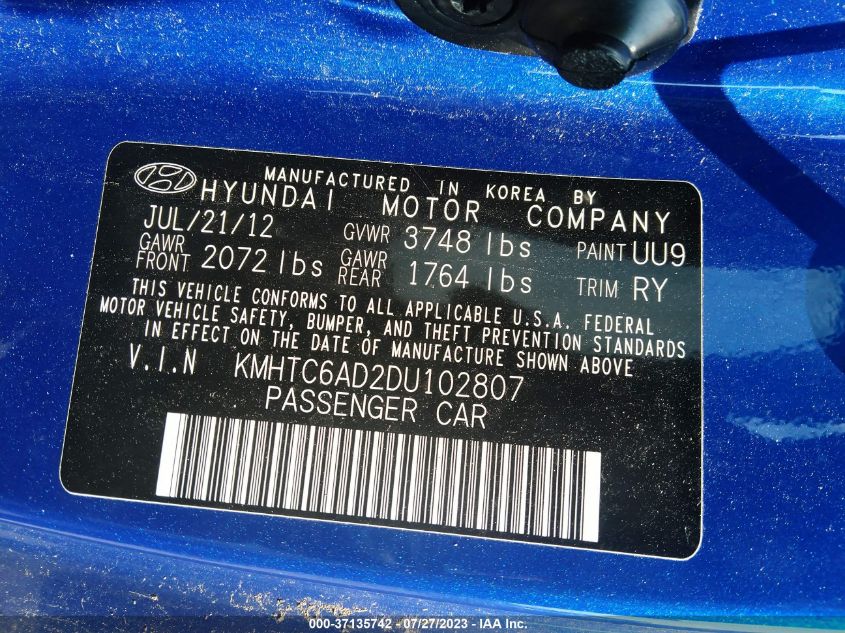 MANUFACTURED IN KOREA BY
HYUNDAI MOTOR COMPANY
JUL/21/12 GVWR 3748 lbs PAINT UU9
GAWR FRONT 2072 lbs GAWR REAR 1764 lbs TRIM RY
THIS VEHICLE CONFORMS TO ALL APPLICABLE U.S.A. FEDERAL
MOTOR VEHICLE SAFETY, BUMPER, AND THEFT PREVENTION STANDARDS
IN EFFECT ON THE DATE OF MANUFACTURE SHOWN ABOVE
V.I.N KMHTC6AD2DU102807
PASSENGER CAR
000-37135742 - 07/27/2023 - IAA Inc.